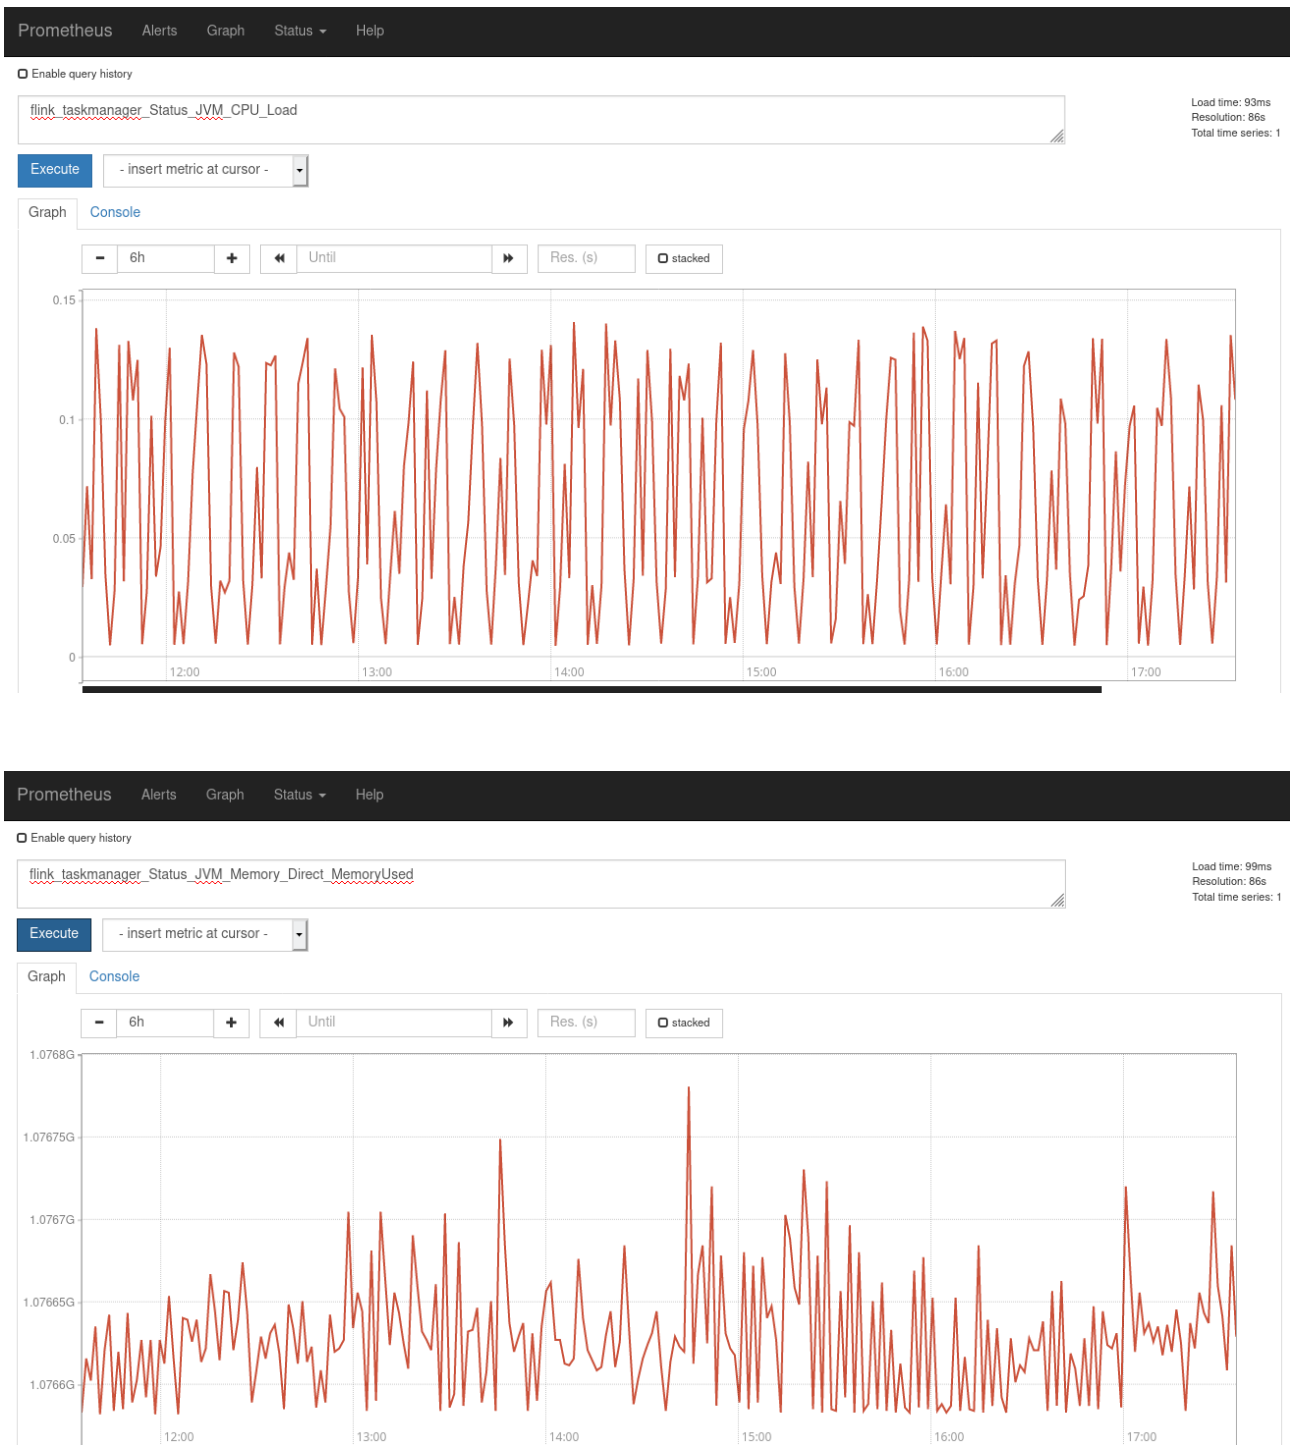 Prometheus Alerts Graph Status Help
Enable query history
flink_taskmanager_Status_JVM_CPU_Load
Load time: 93ms
Resolution: 86s
Total time series: 1
Execute - insert metric at cursor -
Graph Console
6h Until Res. (s) stacked
0.15
0.1
0.05
0
12:00 13:00 14:00 15:00 16:00 17:00
Prometheus Alerts Graph Status Help
Enable query history
flink_taskmanager_Status_JVM_Memory_Direct_MemoryUsed
Load time: 99ms
Resolution: 86s
Total time series: 1
Execute - insert metric at cursor -
Graph Console
6h Until Res. (s) stacked
1.0768G
1.07675G
1.0767G
1.07665G
1.0766G
12:00 13:00 14:00 15:00 16:00 17:00